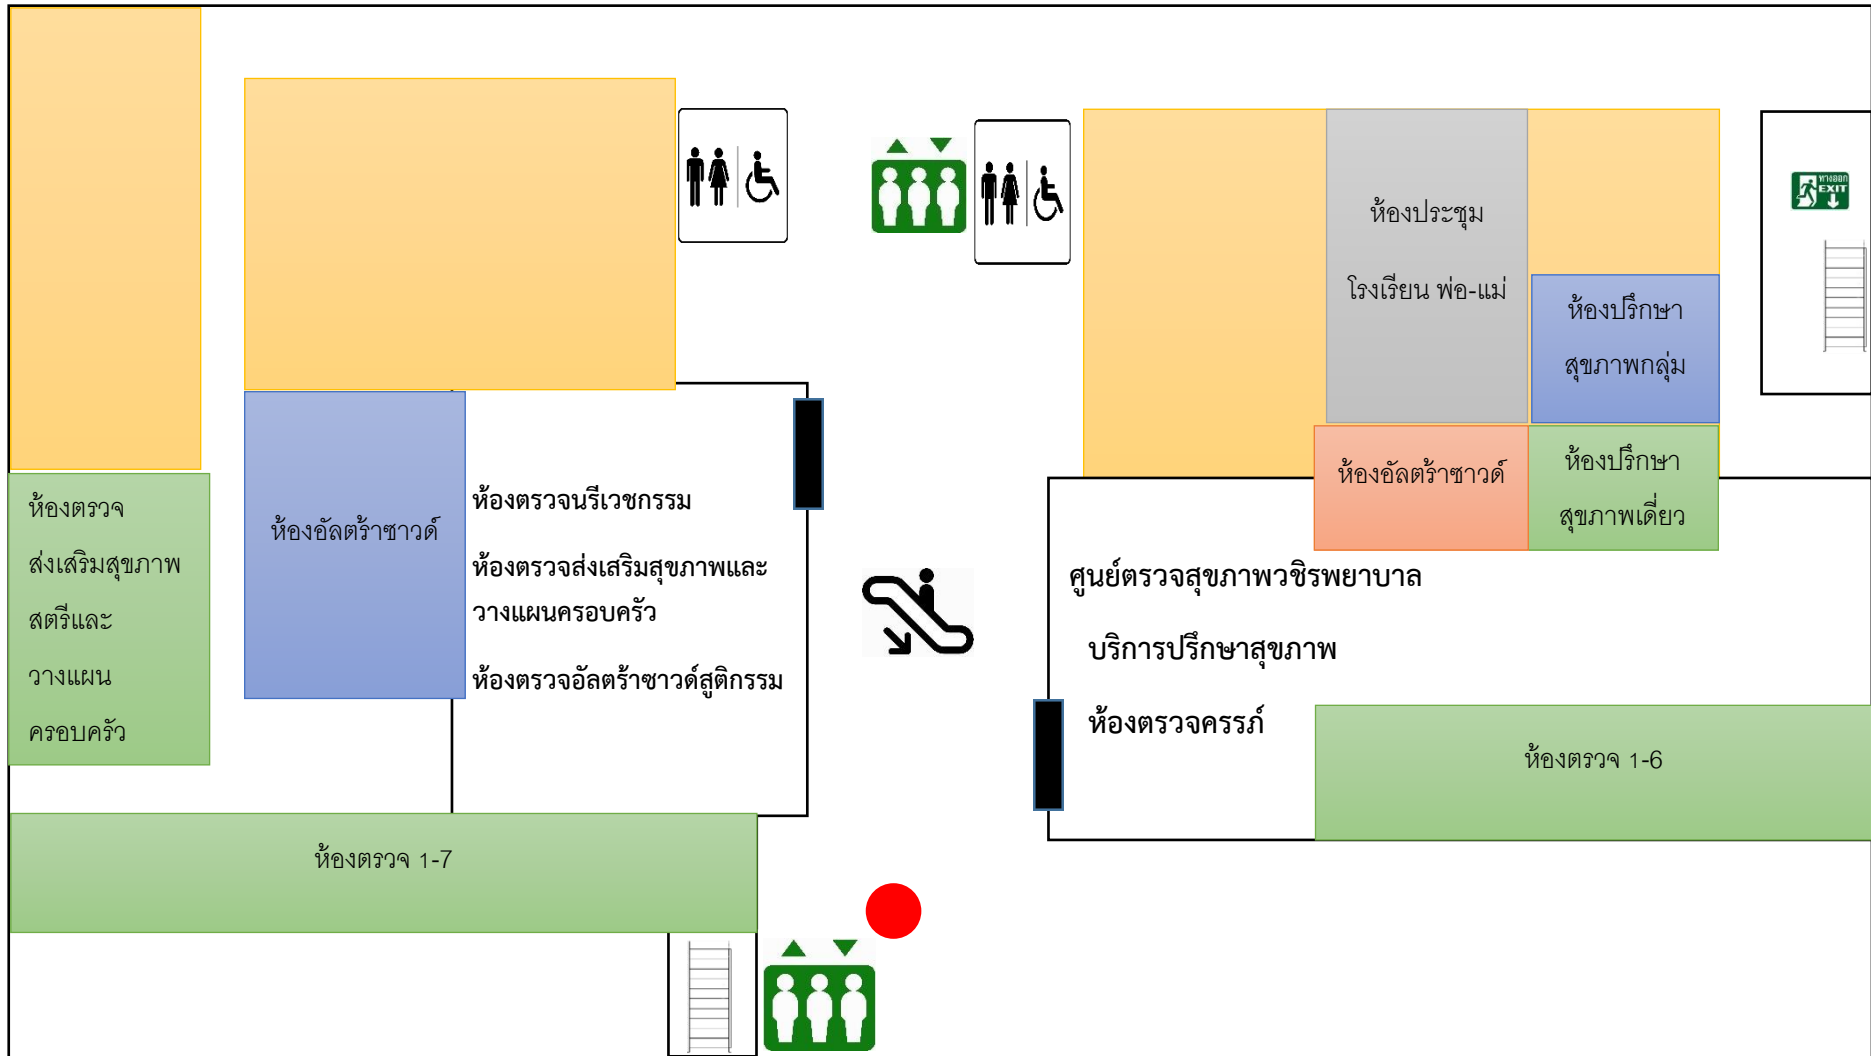 ห้องตรวจ
ส่งเสริมสุขภาพ
สตรีและ
วางแผน
ครอบครัว
ห้องอัลตร้าซาวด์
ห้องตรวจนรีเวชกรรม
ห้องตรวจส่งเสริมสุขภาพและ
วางแผนครอบครัว
ห้องตรวจอัลตร้าซาวด์สูติกรรม
ห้องตรวจ 1-7
ห้องประชุม
โรงเรียน พ่อ-แม่
ห้องปรึกษา
สุขภาพกลุ่ม
ห้องอัลตร้าซาวด์
ห้องปรึกษา
สุขภาพเดี่ยว
ทางออก
EXIT
ศูนย์ตรวจสุขภาพวชิรพยาบาล
บริการปรึกษาสุขภาพ
ห้องตรวจครรภ์
ห้องตรวจ 1-6